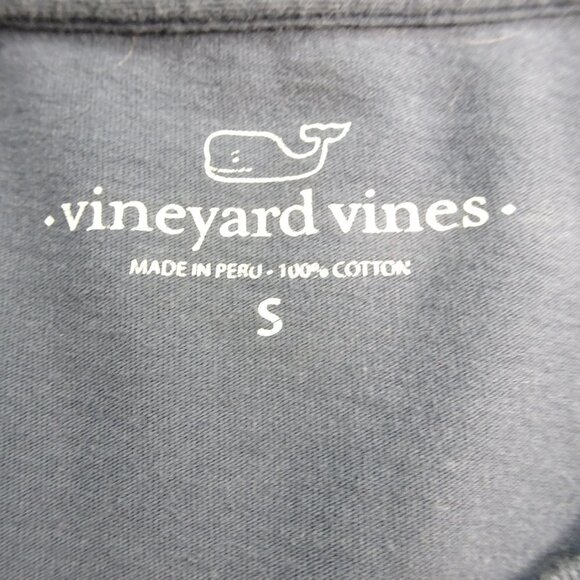 ·vineyard vines·
MADE IN PERU - 100% COTTON
S